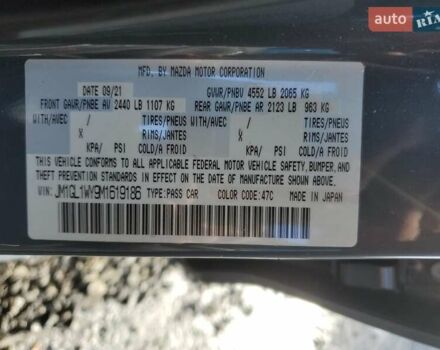 auto
RIA
MFD. BY MAZDA MOTOR CORPORATION
DATE 09/21 GVWR/PNBV 4552 LB 2065 KG
FRONT GAWR/PNBE AV 2440 LB 1107 KG REAR GAWR/PNBE AR 2123 LB 963 KG
WITH/AVEC TIRES/PNEUS WITH/AVEC TIRES/PNEUS
X RIMS/JANTES X RIMS/JANTES
KPA/ PSI COLD/A FROID KPA/ PSI COLD/A FROID
THIS VEHICLE CONFORMS TO ALL APPLICABLE FEDERAL MOTOR VEHICLE SAFETY, BUMPER, AND
THEFT PREVENTION STANDARDS IN EFFECT ON THE DATE OF MANUFACTURE SHOWN ABOVE.
VIN: JM1GL1WY9M1619186 TYPE:PASS CAR COLOR CODE:47C MADE IN JAPAN